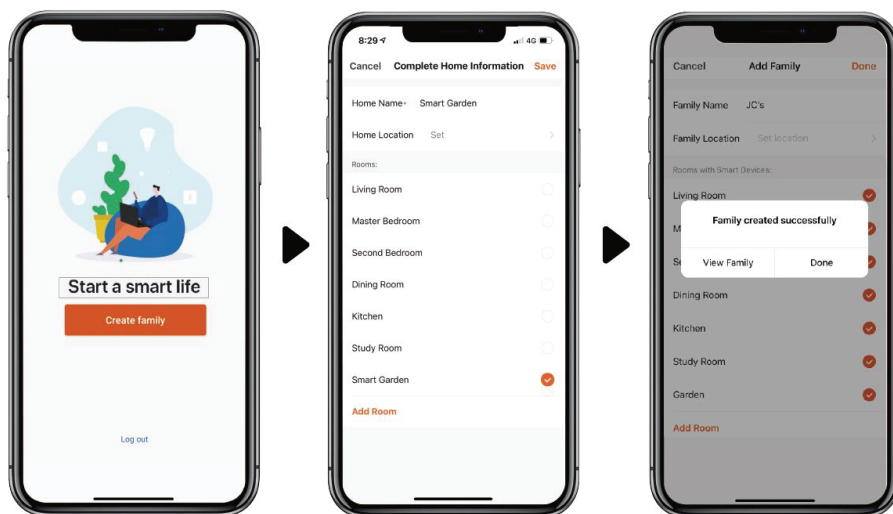 Start a smart life
Create family
Log out
8:29 4G
Cancel Complete Home Information Save
Home Name* Smart Garden
Home Location Set
Rooms:
Living Room
Master Bedroom
Second Bedroom
Dining Room
Kitchen
Study Room
Smart Garden
Add Room
Cancel Add Family Done
Family Name JC's
Family Location Set location
Rooms with Smart Devices:
Living Room
Family created successfully
View Family Done
Dining Room
Kitchen
Study Room
Garden
Add Room